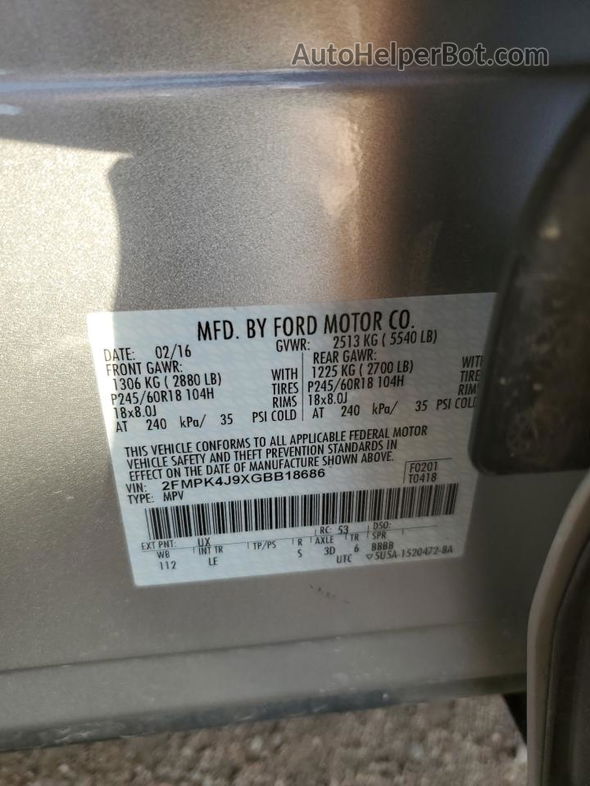 AutoHelperBot.com
MFD. BY FORD MOTOR CO.
DATE: 02/16 GVWR: 2513 KG ( 5540 LB)
FRONT GAWR: REAR GAWR:
1306 KG ( 2880 LB) WITH 1225 KG ( 2700 LB) WITH
P245/60R18 104H TIRES P245/60R18 104H TIRE
18x8.0J RIMS 18x8.0J RIM
AT 240 kPa/ 35 PSI COLD AT 240 kPa/ 35 PSI COL
THIS VEHICLE CONFORMS TO ALL APPLICABLE FEDERAL MOTOR
VEHICLE SAFETY AND THEFT PREVENTION STANDARDS IN
EFFECT ON THE DATE OF MANUFACTURE SHOWN ABOVE.
VIN: 2FMPK4J9XGBB18686 F0201
TYPE: MPV T0418
EXT PNT: UX RC: 53 DSO:
WB INT TR TP/PS R AXLE TR SPR
112 LE S 3D 6 BBBB
UTC ▽SU5A-1520472-BA